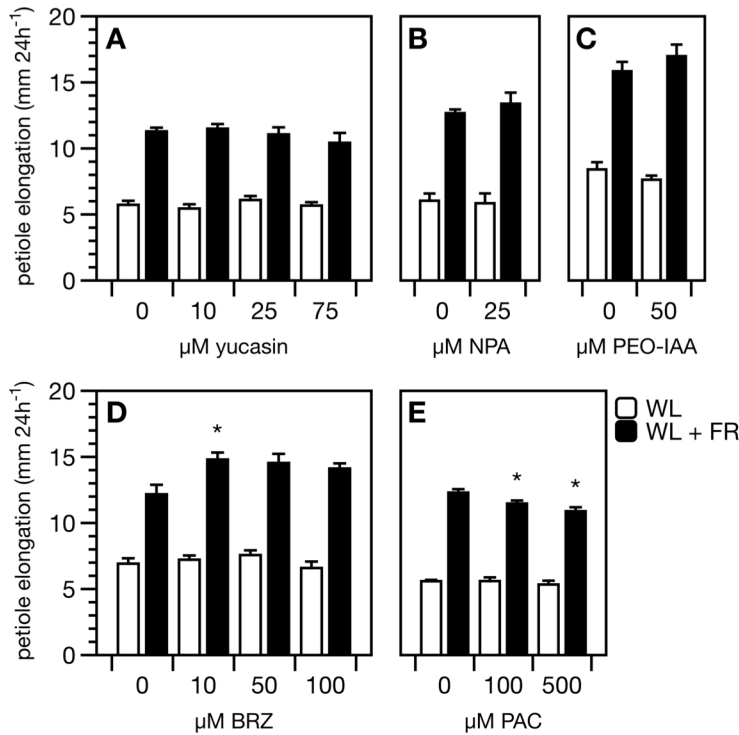 petiole elongation (mm 24h⁻¹)
20
15
10
5
0
A
0 10 25 75
µM yucasin
B
0 25
µM NPA
C
0 50
µM PEO-IAA
petiole elongation (mm 24h⁻¹)
20
15
10
5
0
D
*
0 10 50 100
µM BRZ
E
* *
0 100 500
µM PAC
WL
WL + FR